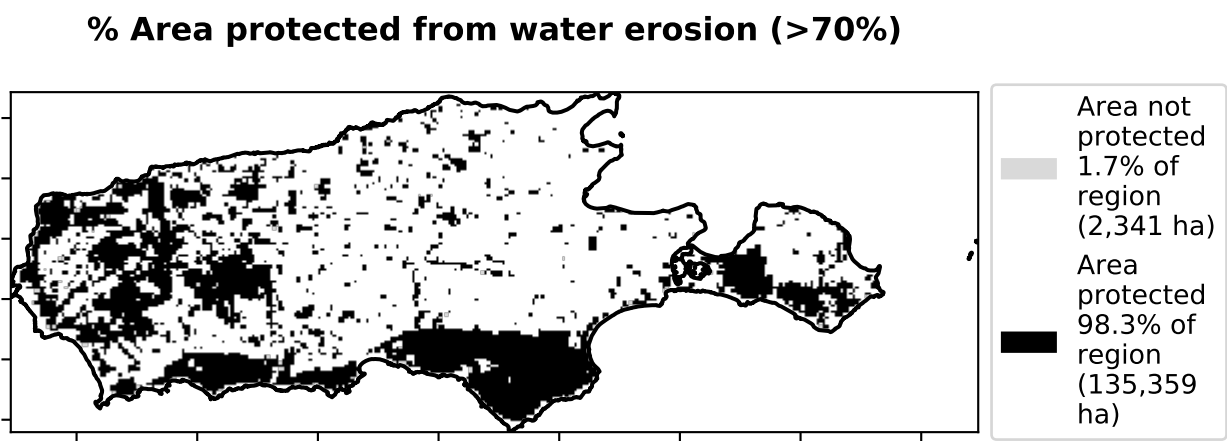 % Area protected from water erosion (>70%)
Area not
protected
1.7% of
region
(2,341 ha)
Area
protected
98.3% of
region
(135,359
ha)